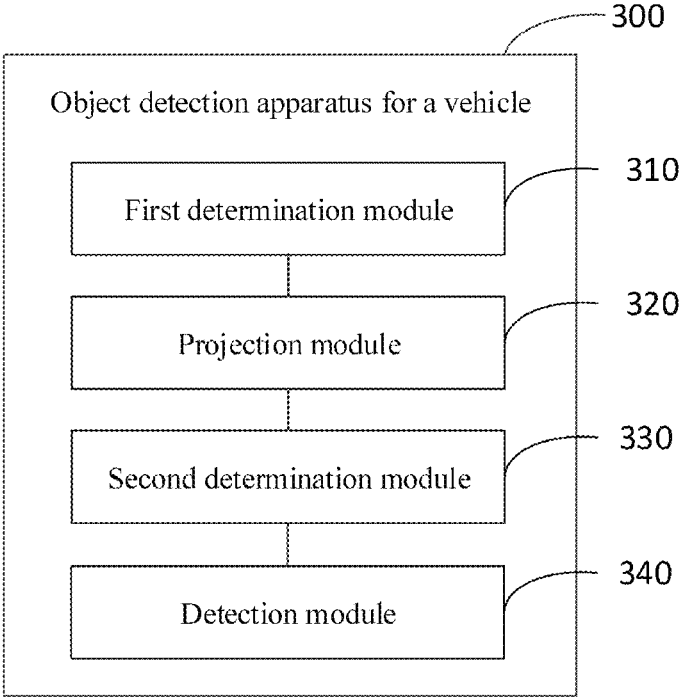 300
Object detection apparatus for a vehicle
310
First determination module
320
Projection module
330
Second determination module
340
Detection module